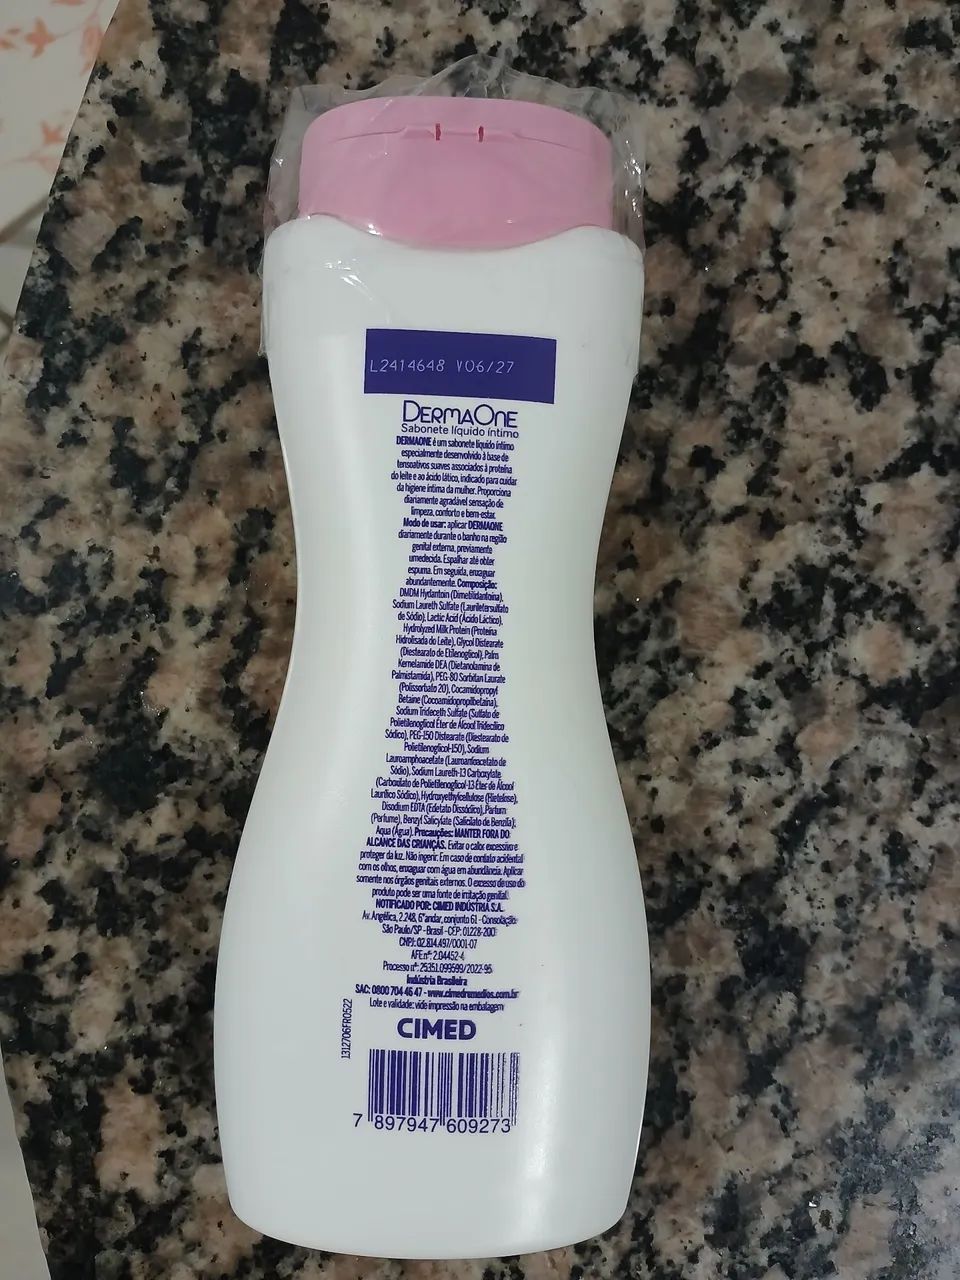 L2414648 V06/27
DERMAONE
Sabonete líquido íntimo
DERMAONE é um sabonete líquido íntimo
especialmente desenvolvido à base de
tensoativos suaves associados à proteína
do leite e ao ácido lático, indicado para cuidar
da higiene íntima da mulher. Proporciona
diariamente agradável sensação de
limpeza, conforto e bem-estar.
Modo de usar: aplicar DERMAONE
diariamente durante o banho na região
genital externa, previamente
umedecida. Espalhar até obter
espuma. Em seguida, enxaguar
abundantemente. Composição:
DMDM Hydantoin (Dimetildantoína),
Sodium Laureth Sulfate (Lauriletersulfato
de Sódio), Lactic Acid (Ácido Láctico),
Hydrolyzed Milk Protein (Proteína
Hidrolisada do Leite), Glycol Distearate
(Diestearato de Etilenoglicol), Palm
Kernelamide DEA (Dietanolamina de
Palmistamida), PEG-80 Sorbitan Laurate
(Polissorbato 20), Cocamidopropyl
Betaine (Cocoamidopropilbetaína),
Sodium Trideceth Sulfate (Sulfato de
Polietilenoglicol Éter de Álcool Tridecílico
Sódico), PEG-150 Distearate (Diestearato de
Polietilenoglicol-150), Sodium
Lauroamphoacetate (Lauroanfoacetato de
Sódio), Sodium Laureth-13 Carboxylate
(Carboxilato de Polietilenoglicol-13 Éter de Álcool
Laurílico Sódico), Hydroxyethylcellulose (Hietelose),
Disodium EDTA (Edetato Dissódico), Parfum
(Perfume), Benzyl Salicylate (Salicilato de Benzila),
Aqua (Água). Precauções: MANTER FORA DO
ALCANCE DAS CRIANÇAS. Evitar o calor excessivo e
proteger da luz. Não ingerir. Em caso de contato acidental
com os olhos, enxaguar com água em abundância. Aplicar
somente nos órgãos genitais externos. O excesso de uso do
produto pode ser uma fonte de irritação genital.
NOTIFICADO POR: CIMED INDÚSTRIA S.A.
Av. Angélica, 2.248, 6°andar, conjunto 61 - Consolação
São Paulo/SP - Brasil - CEP: 01228-200
CNPJ: 02.814.497/0001-07
AFE n°: 2.04452-4
Processo n°: 25351.099599/2022-95
Indústria Brasileira
SAC: 0800 704 46 47 - www.cimedremedios.com.br
Lote e validade: vide impressão na embalagem
1312706FR0522
CIMED
7 897947 609273